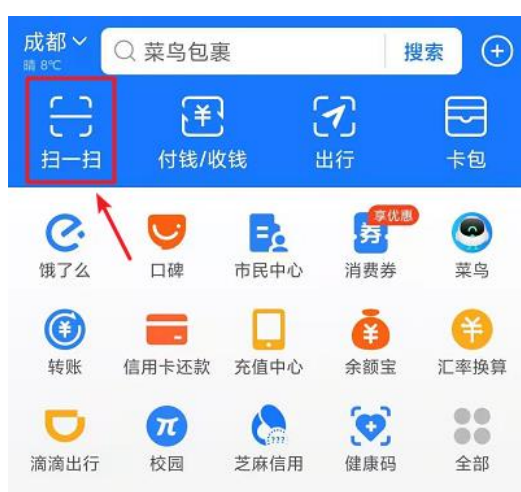 成都
菜鸟包裹
搜索
晴 8℃
扫一扫
付钱/收钱
出行
卡包
享优惠
券
饿了么
口碑
市民中心
消费券
菜鸟
转账
信用卡还款
充值中心
余额宝
汇率换算
π
???
滴滴出行
校园
芝麻信用
健康码
全部